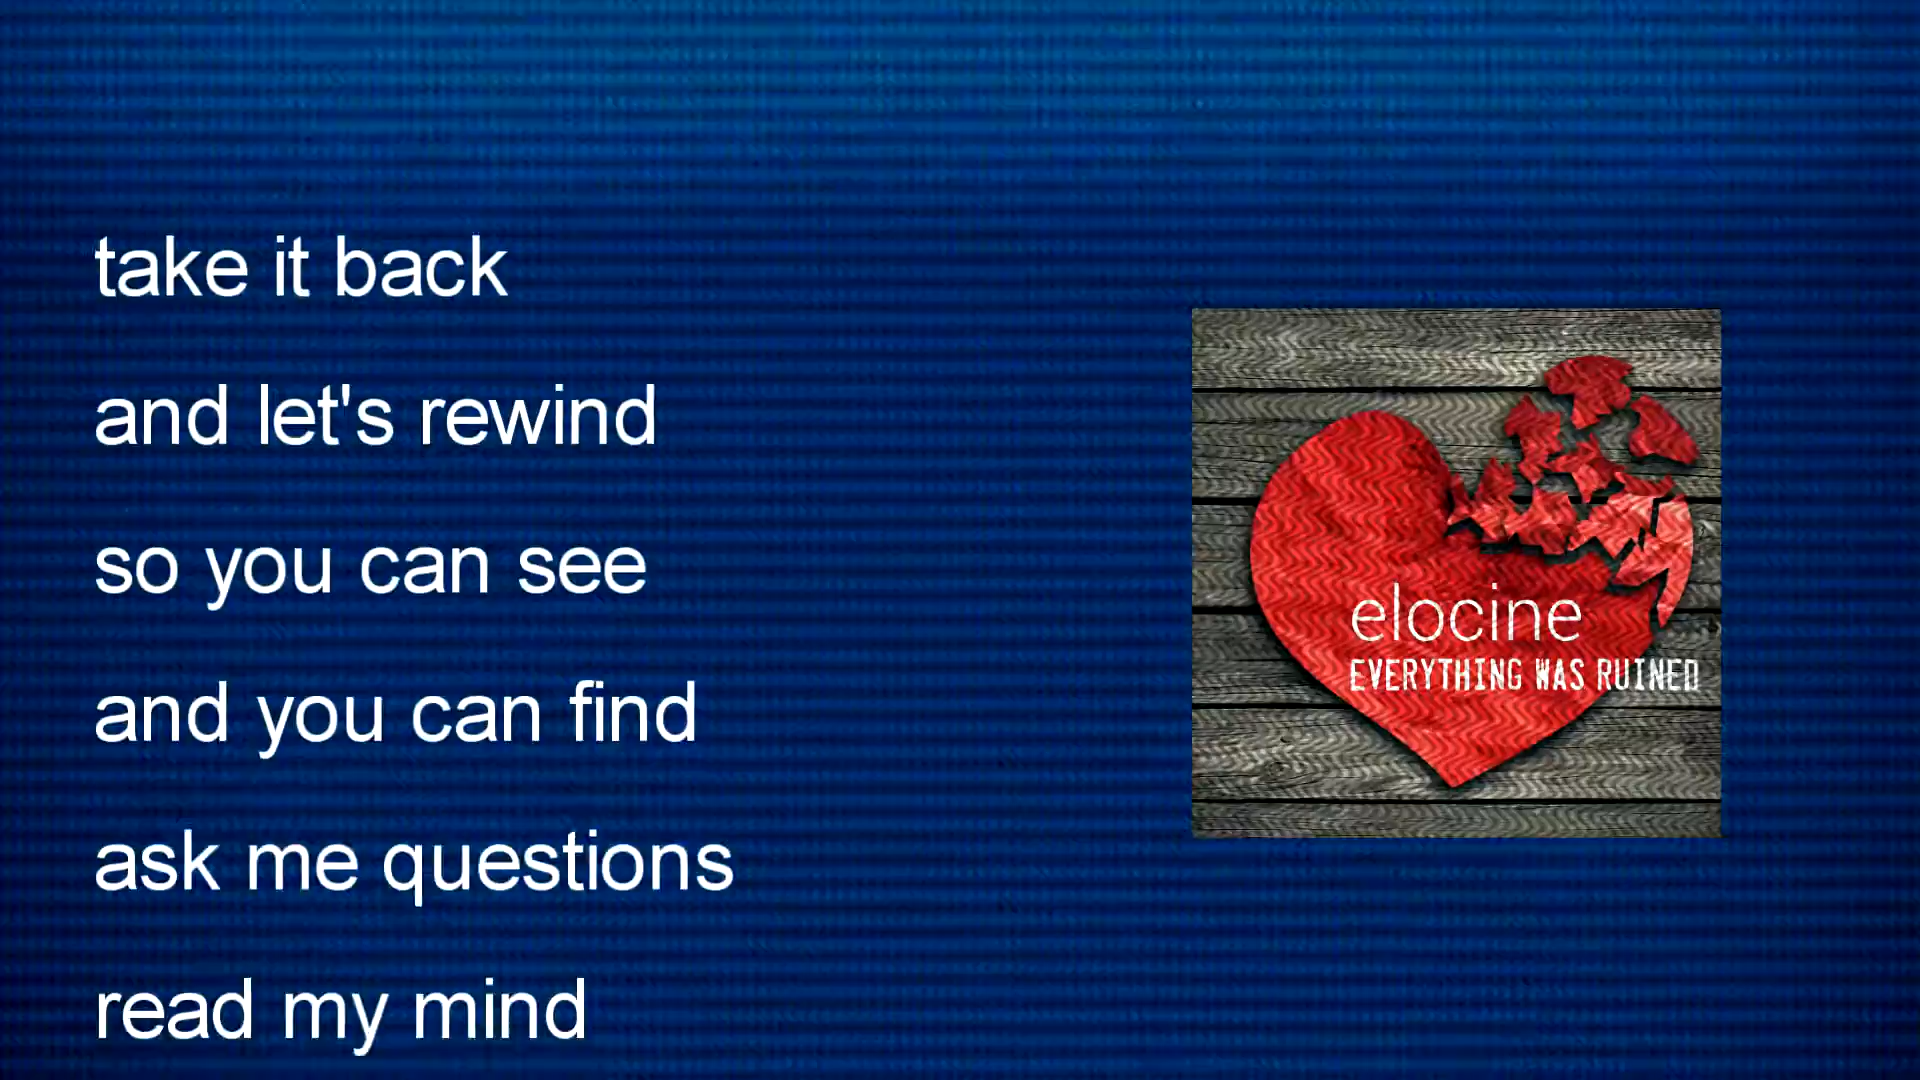 take it back
and let's rewind
so you can see
and you can find
ask me questions
read my mind
elocine
EVERYTHING WAS RUINED